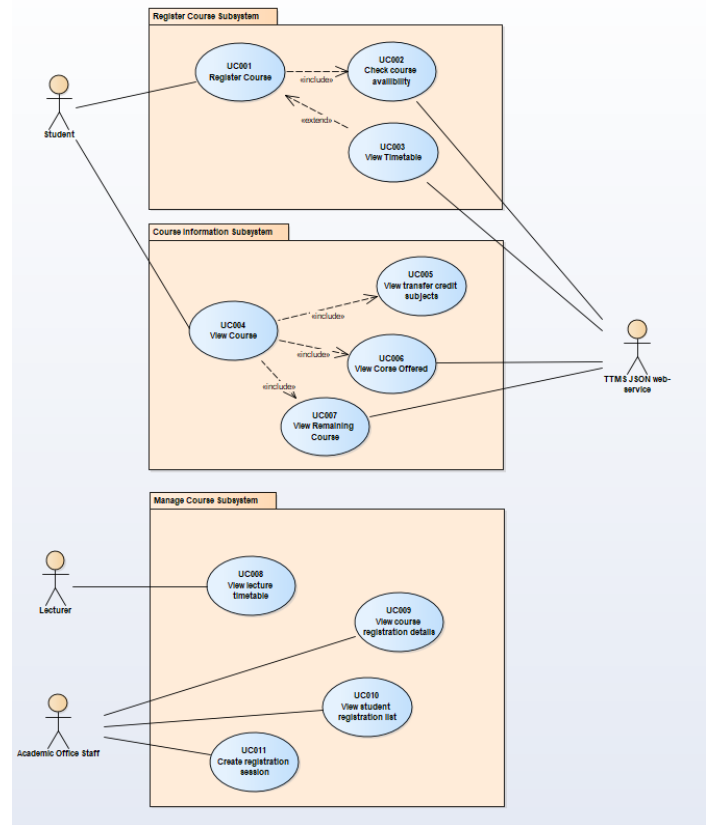 Register Course Subsystem
UC001
Register Course
«include»
UC002
Check course
availibility
«extend»
UC003
View Timetable
Student
Course Information Subsystem
UC004
View Course
«include»
UC005
View transfer credit
subjects
«include»
UC006
View Corse Offered
«include»
UC007
View Remaining
Course
TTMS JSON web-
service
Manage Course Subsystem
Lecturer
UC008
View lecture
timetable
UC009
View course
registration details
Academic Office Staff
UC010
View student
registration list
UC011
Create registration
session